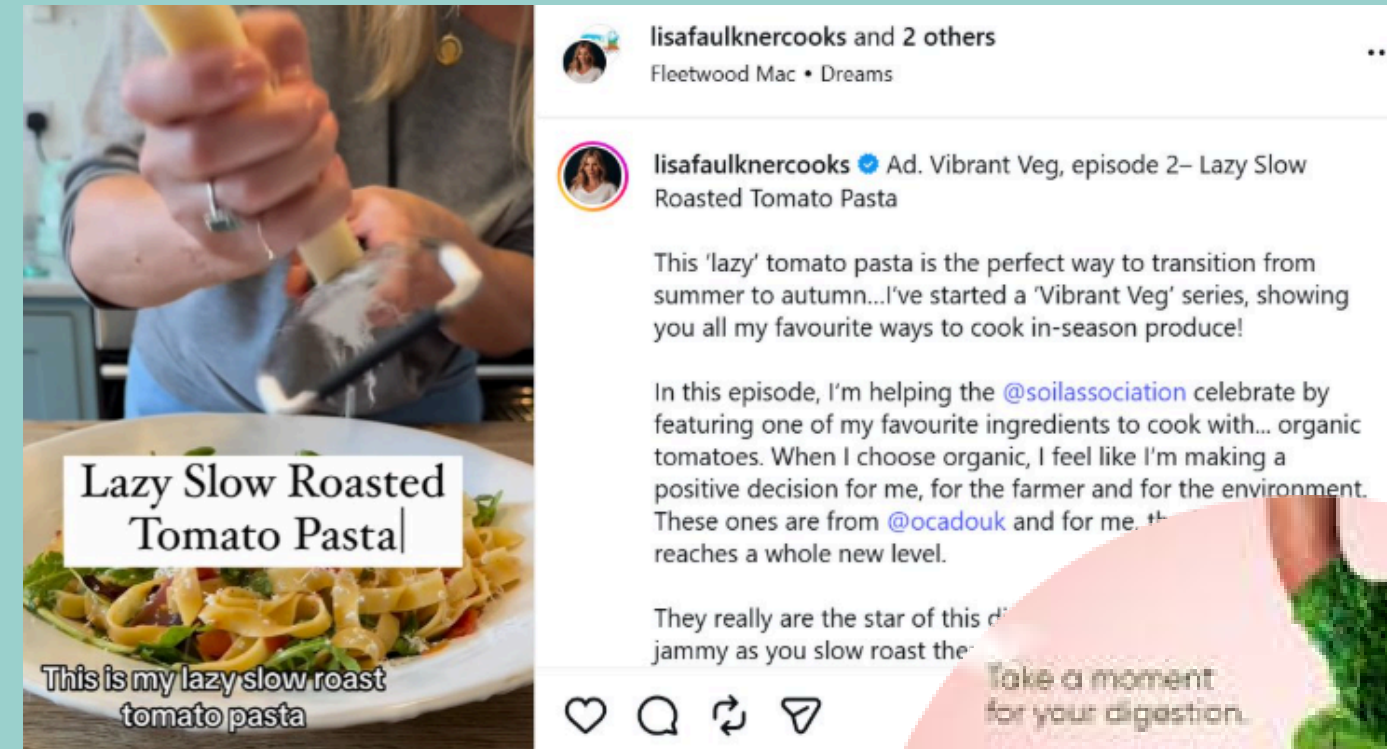 Lazy Slow Roasted
Tomato Pasta
This is my lazy slow roast
tomato pasta
lisafaulknercooks and 2 others
Fleetwood Mac • Dreams
lisafaulknercooks Ad. Vibrant Veg, episode 2– Lazy Slow
Roasted Tomato Pasta
This ‘lazy’ tomato pasta is the perfect way to transition from
summer to autumn...I’ve started a ‘Vibrant Veg’ series, showing
you all my favourite ways to cook in-season produce!
In this episode, I’m helping the @soilassociation celebrate by
featuring one of my favourite ingredients to cook with... organic
tomatoes. When I choose organic, I feel like I’m making a
positive decision for me, for the farmer and for the environment.
These ones are from @ocadouk and for me,
reaches a whole new level.
They really are the star of this
jammy as you slow roast
Take a moment
for your digestion.